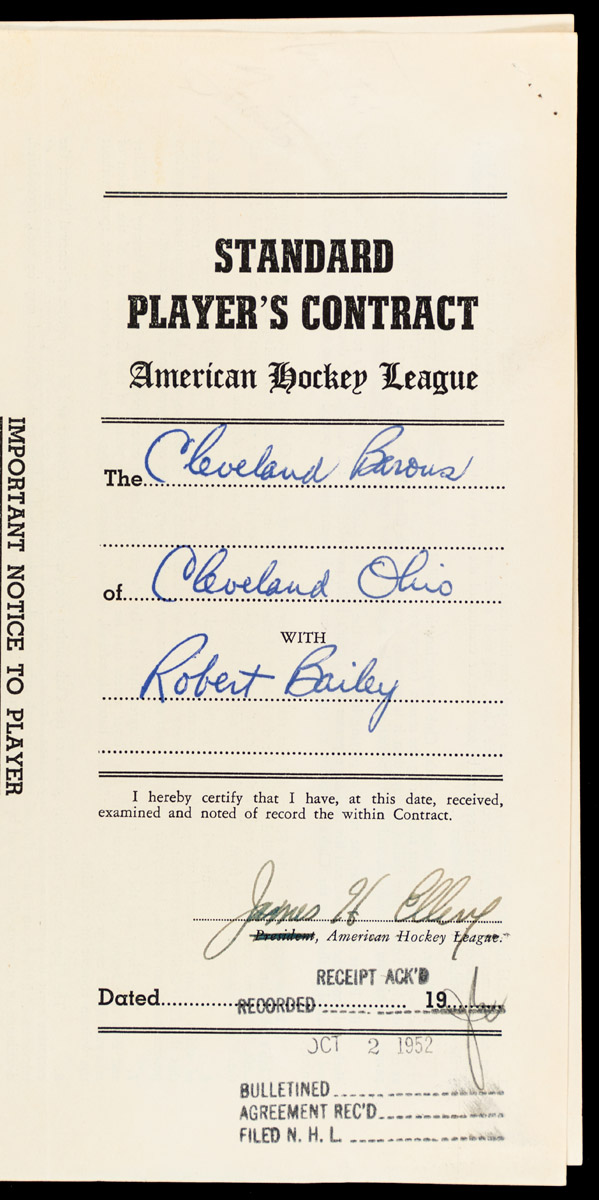 STANDARD
PLAYER'S CONTRACT
American Hockey League
The Cleveland Barons
of Cleveland Ohio
WITH
Robert Bailey
I hereby certify that I have, at this date, received,
examined and noted of record the within Contract.
James H Ellery
President, American Hockey League.
RECEIPT ACK'D
Dated 19
RECORDED
OCT 2 1952
BULLETINED
AGREEMENT REC'D
FILED N. H. L.
IMPORTANT NOTICE TO PLAYER